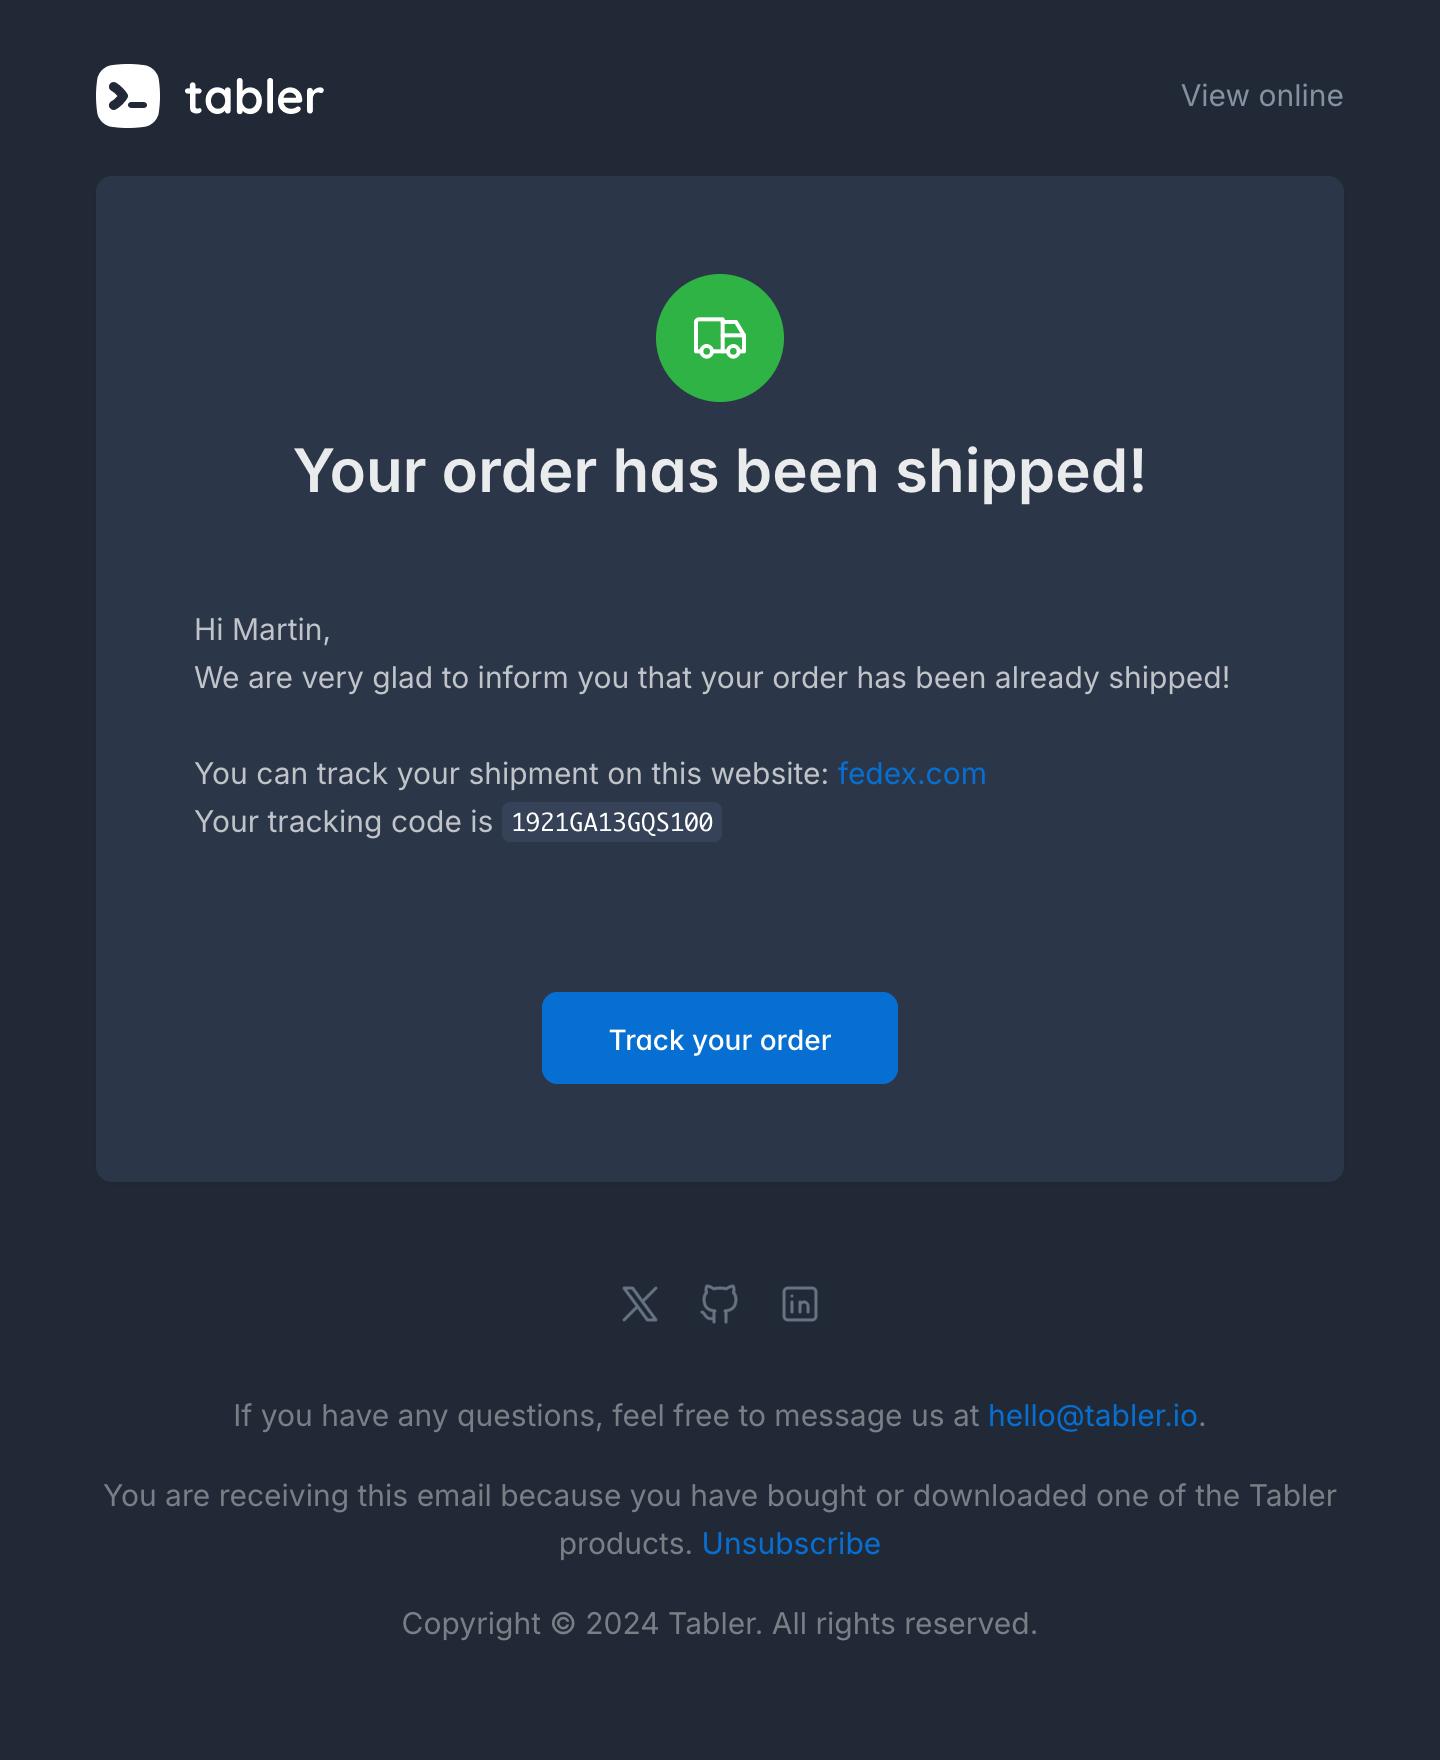 tabler
View online
Your order has been shipped!
Hi Martin,
We are very glad to inform you that your order has been already shipped!
You can track your shipment on this website: fedex.com
Your tracking code is 1921GA13GQS100
Track your order
If you have any questions, feel free to message us at hello@tabler.io.
You are receiving this email because you have bought or downloaded one of the Tabler
products. Unsubscribe
Copyright © 2024 Tabler. All rights reserved.